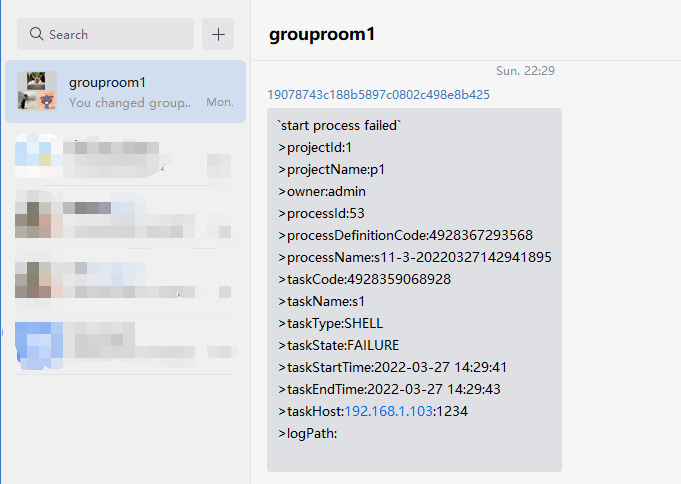 Search
grouproom1
You changed group..
Mon.
grouproom1
Sun. 22:29
19078743c188b5897c0802c498e8b425
`start process failed`
>projectId:1
>projectName:p1
>owner:admin
>processId:53
>processDefinitionCode:4928367293568
>processName:s11-3-20220327142941895
>taskCode:4928359068928
>taskName:s1
>taskType:SHELL
>taskState:FAILURE
>taskStartTime:2022-03-27 14:29:41
>taskEndTime:2022-03-27 14:29:43
>taskHost:192.168.1.103:1234
>logPath: